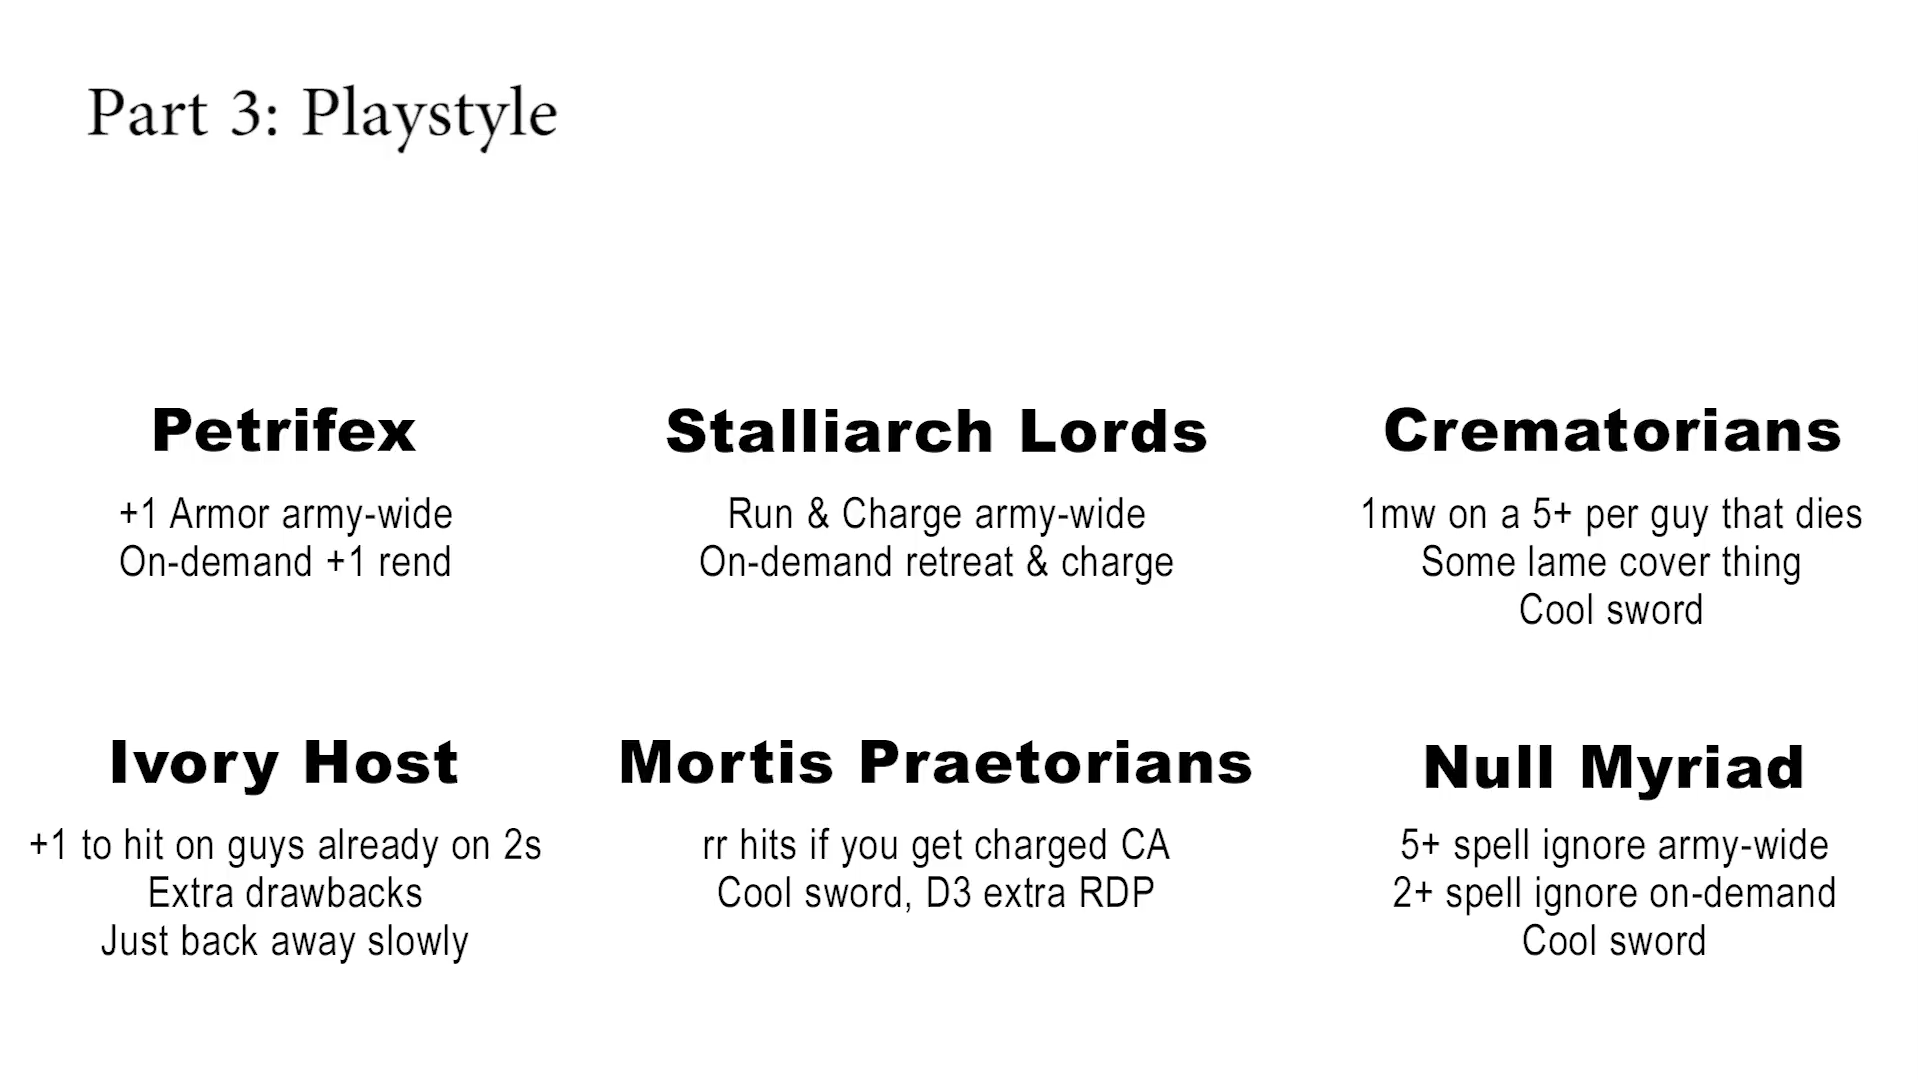 Part 3: Playstyle
Petrifex
+1 Armor army-wide
On-demand +1 rend
Stalliarch Lords
Run & Charge army-wide
On-demand retreat & charge
Crematorians
1mw on a 5+ per guy that dies
Some lame cover thing
Cool sword
Ivory Host
+1 to hit on guys already on 2s
Extra drawbacks
Just back away slowly
Mortis Praetorians
rr hits if you get charged CA
Cool sword, D3 extra RDP
Null Myriad
5+ spell ignore army-wide
2+ spell ignore on-demand
Cool sword